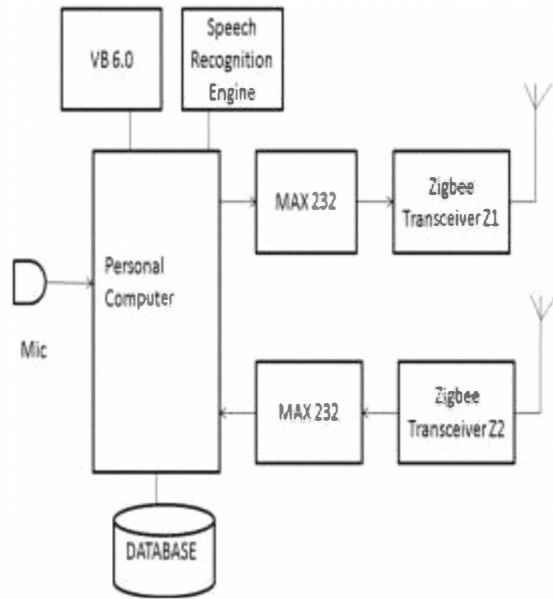 VB 6.0
Speech
Recognition
Engine
MAX 232
Zigbee
Transceiver Z1
Personal
Computer
Mic
MAX 232
Zigbee
Transceiver Z2
DATABASE